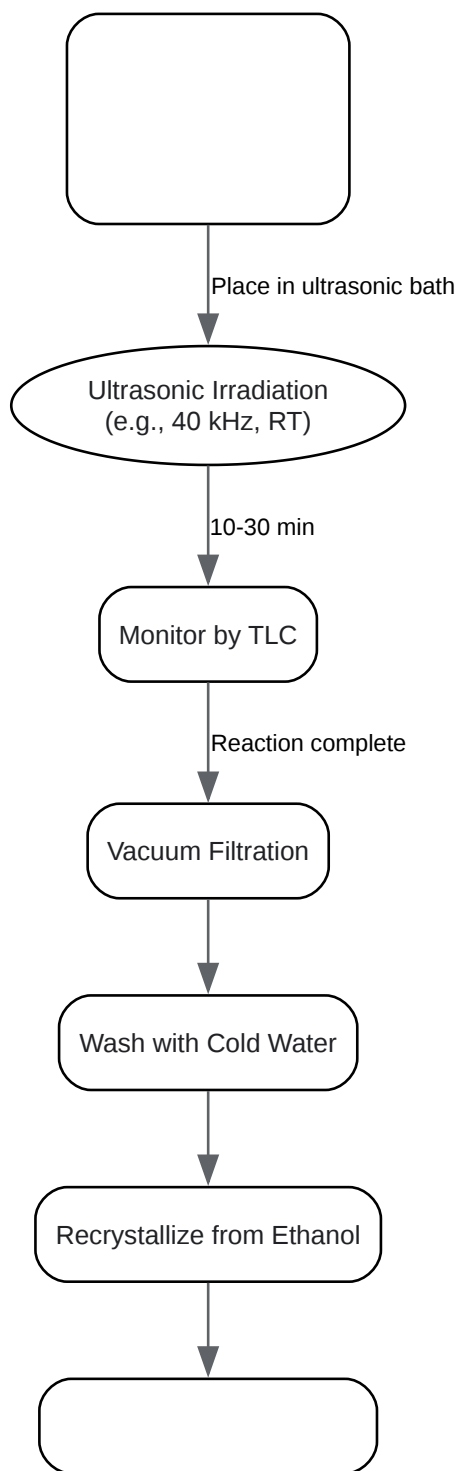 Place in ultrasonic bath
Ultrasonic Irradiation
(e.g., 40 kHz, RT)
10-30 min
Monitor by TLC
Reaction complete
Vacuum Filtration
Wash with Cold Water
Recrystallize from Ethanol